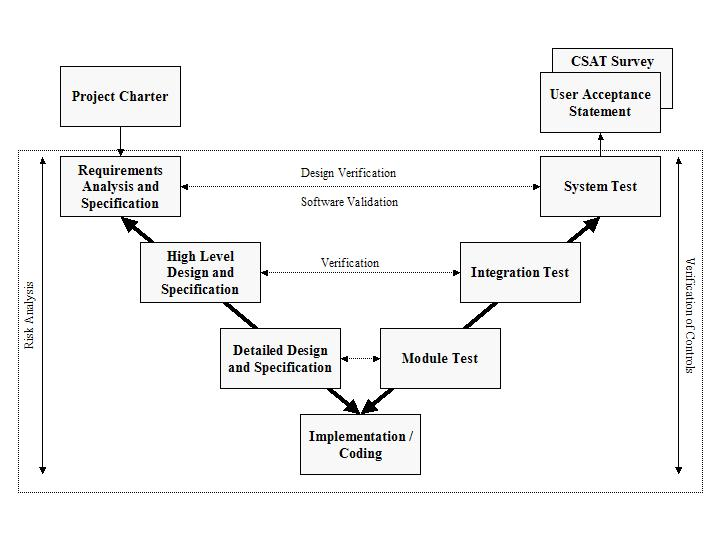 CSAT Survey
User Acceptance
Statement
Project Charter
Requirements
Analysis and
Specification
Design Verification
Software Validation
System Test
High Level
Design and
Specification
Verification
Integration Test
Risk Analysis
Verification of Controls
Detailed Design
and Specification
Module Test
Implementation /
Coding